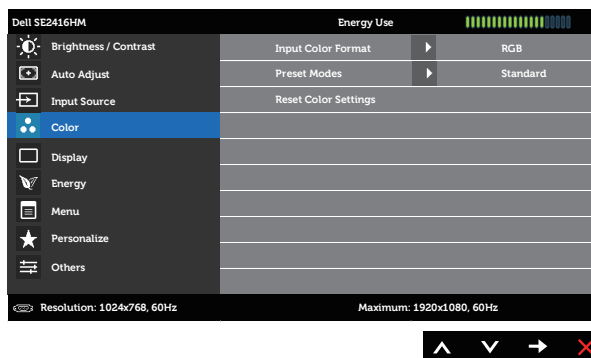 Dell SE2416HM Energy Use
Brightness / Contrast Input Color Format RGB
Auto Adjust Preset Modes Standard
Input Source Reset Color Settings
Color
Display
Energy
Menu
Personalize
Others
Resolution: 1024x768, 60Hz Maximum: 1920x1080, 60Hz